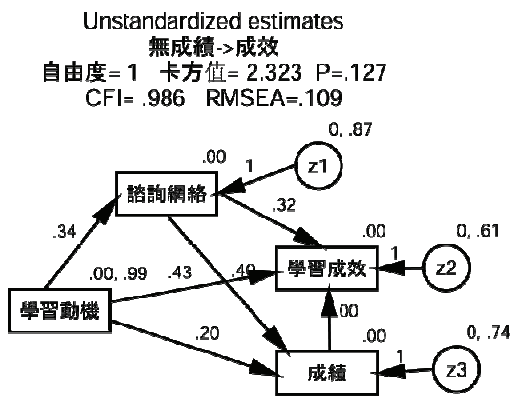 Unstandardized estimates
無成績->成效
自由度= 1 卡方值= 2.323 P=.127
CFI= .986 RMSEA=.109
0, .87
.00
1
z1
諮詢網絡
.32
.34
.00
0, .61
.00, .99
.43
.40
學習成效
1
z2
學習動機
.00
.20
.00
0, .74
成績
1
z3